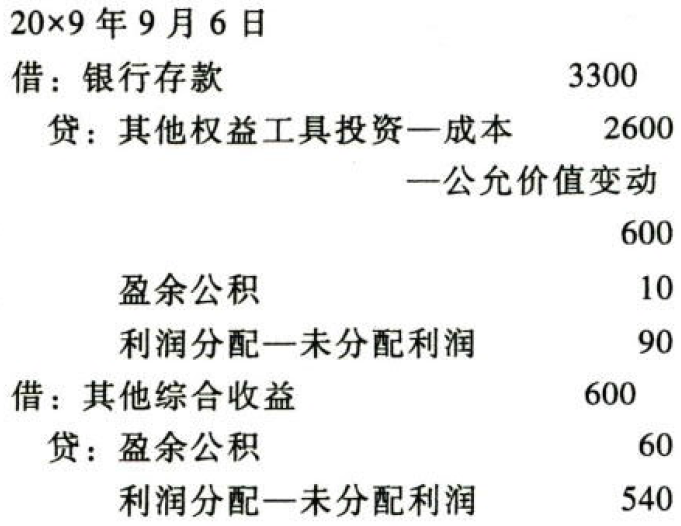 20×9 年 9 月 6 日
借：银行存款 3300
贷：其他权益工具投资—成本 2600
—公允价值变动
600
盈余公积 10
利润分配—未分配利润 90
借：其他综合收益 600
贷：盈余公积 60
利润分配—未分配利润 540